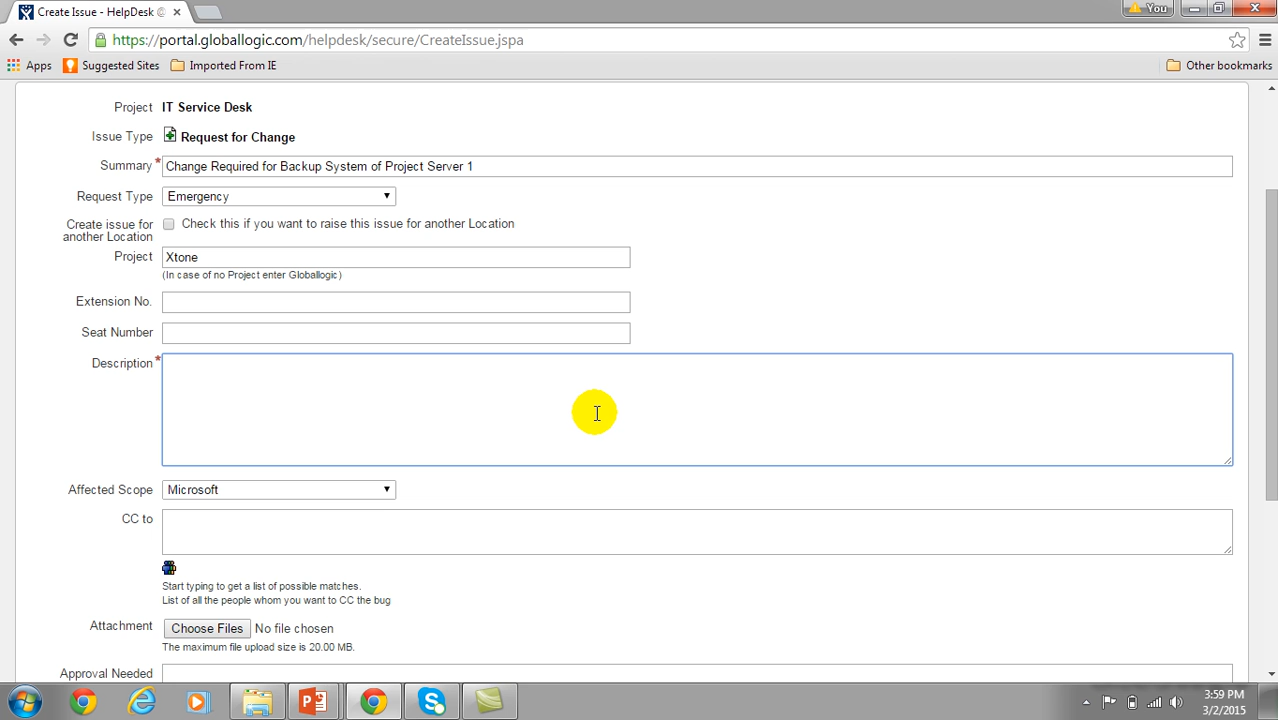 Create Issue - HelpDesk @
You
https://portal.globallogic.com/helpdesk/secure/CreateIssue.jspa
Apps Suggested Sites Imported From IE Other bookmarks
Project IT Service Desk
Issue Type Request for Change
Summary * Change Required for Backup System of Project Server 1
Request Type Emergency
Create issue for another Location Check this if you want to raise this issue for another Location
Project Xtone
(In case of no Project enter Globallogic)
Extension No.
Seat Number
Description *
Affected Scope Microsoft
CC to
Start typing to get a list of possible matches.
List of all the people whom you want to CC the bug
Attachment Choose Files No file chosen
The maximum file upload size is 20.00 MB.
Approval Needed
3:59 PM
3/2/2015